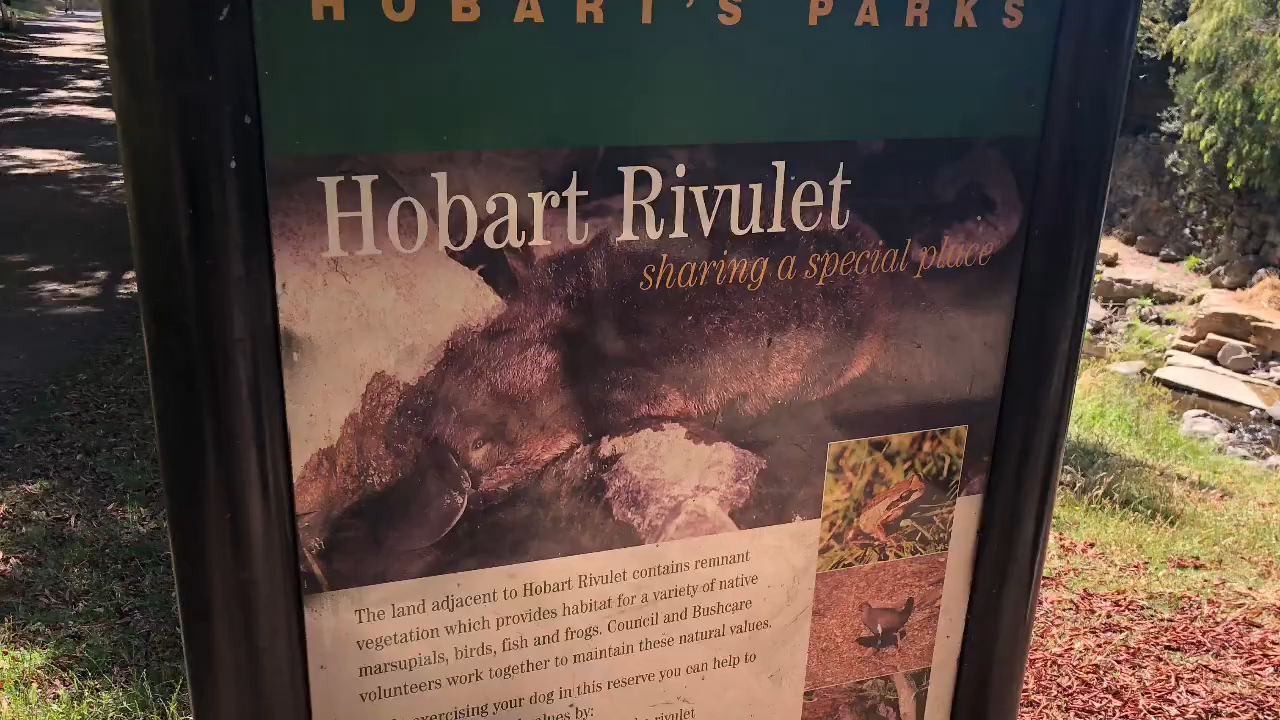 HOBART'S PARKS
Hobart Rivulet
sharing a special place
The land adjacent to Hobart Rivulet contains remnant
vegetation which provides habitat for a variety of native
marsupials, birds, fish and frogs. Council and Bushcare
volunteers work together to maintain these natural values.
exercising your dog in this reserve you can help to
by:
rivulet